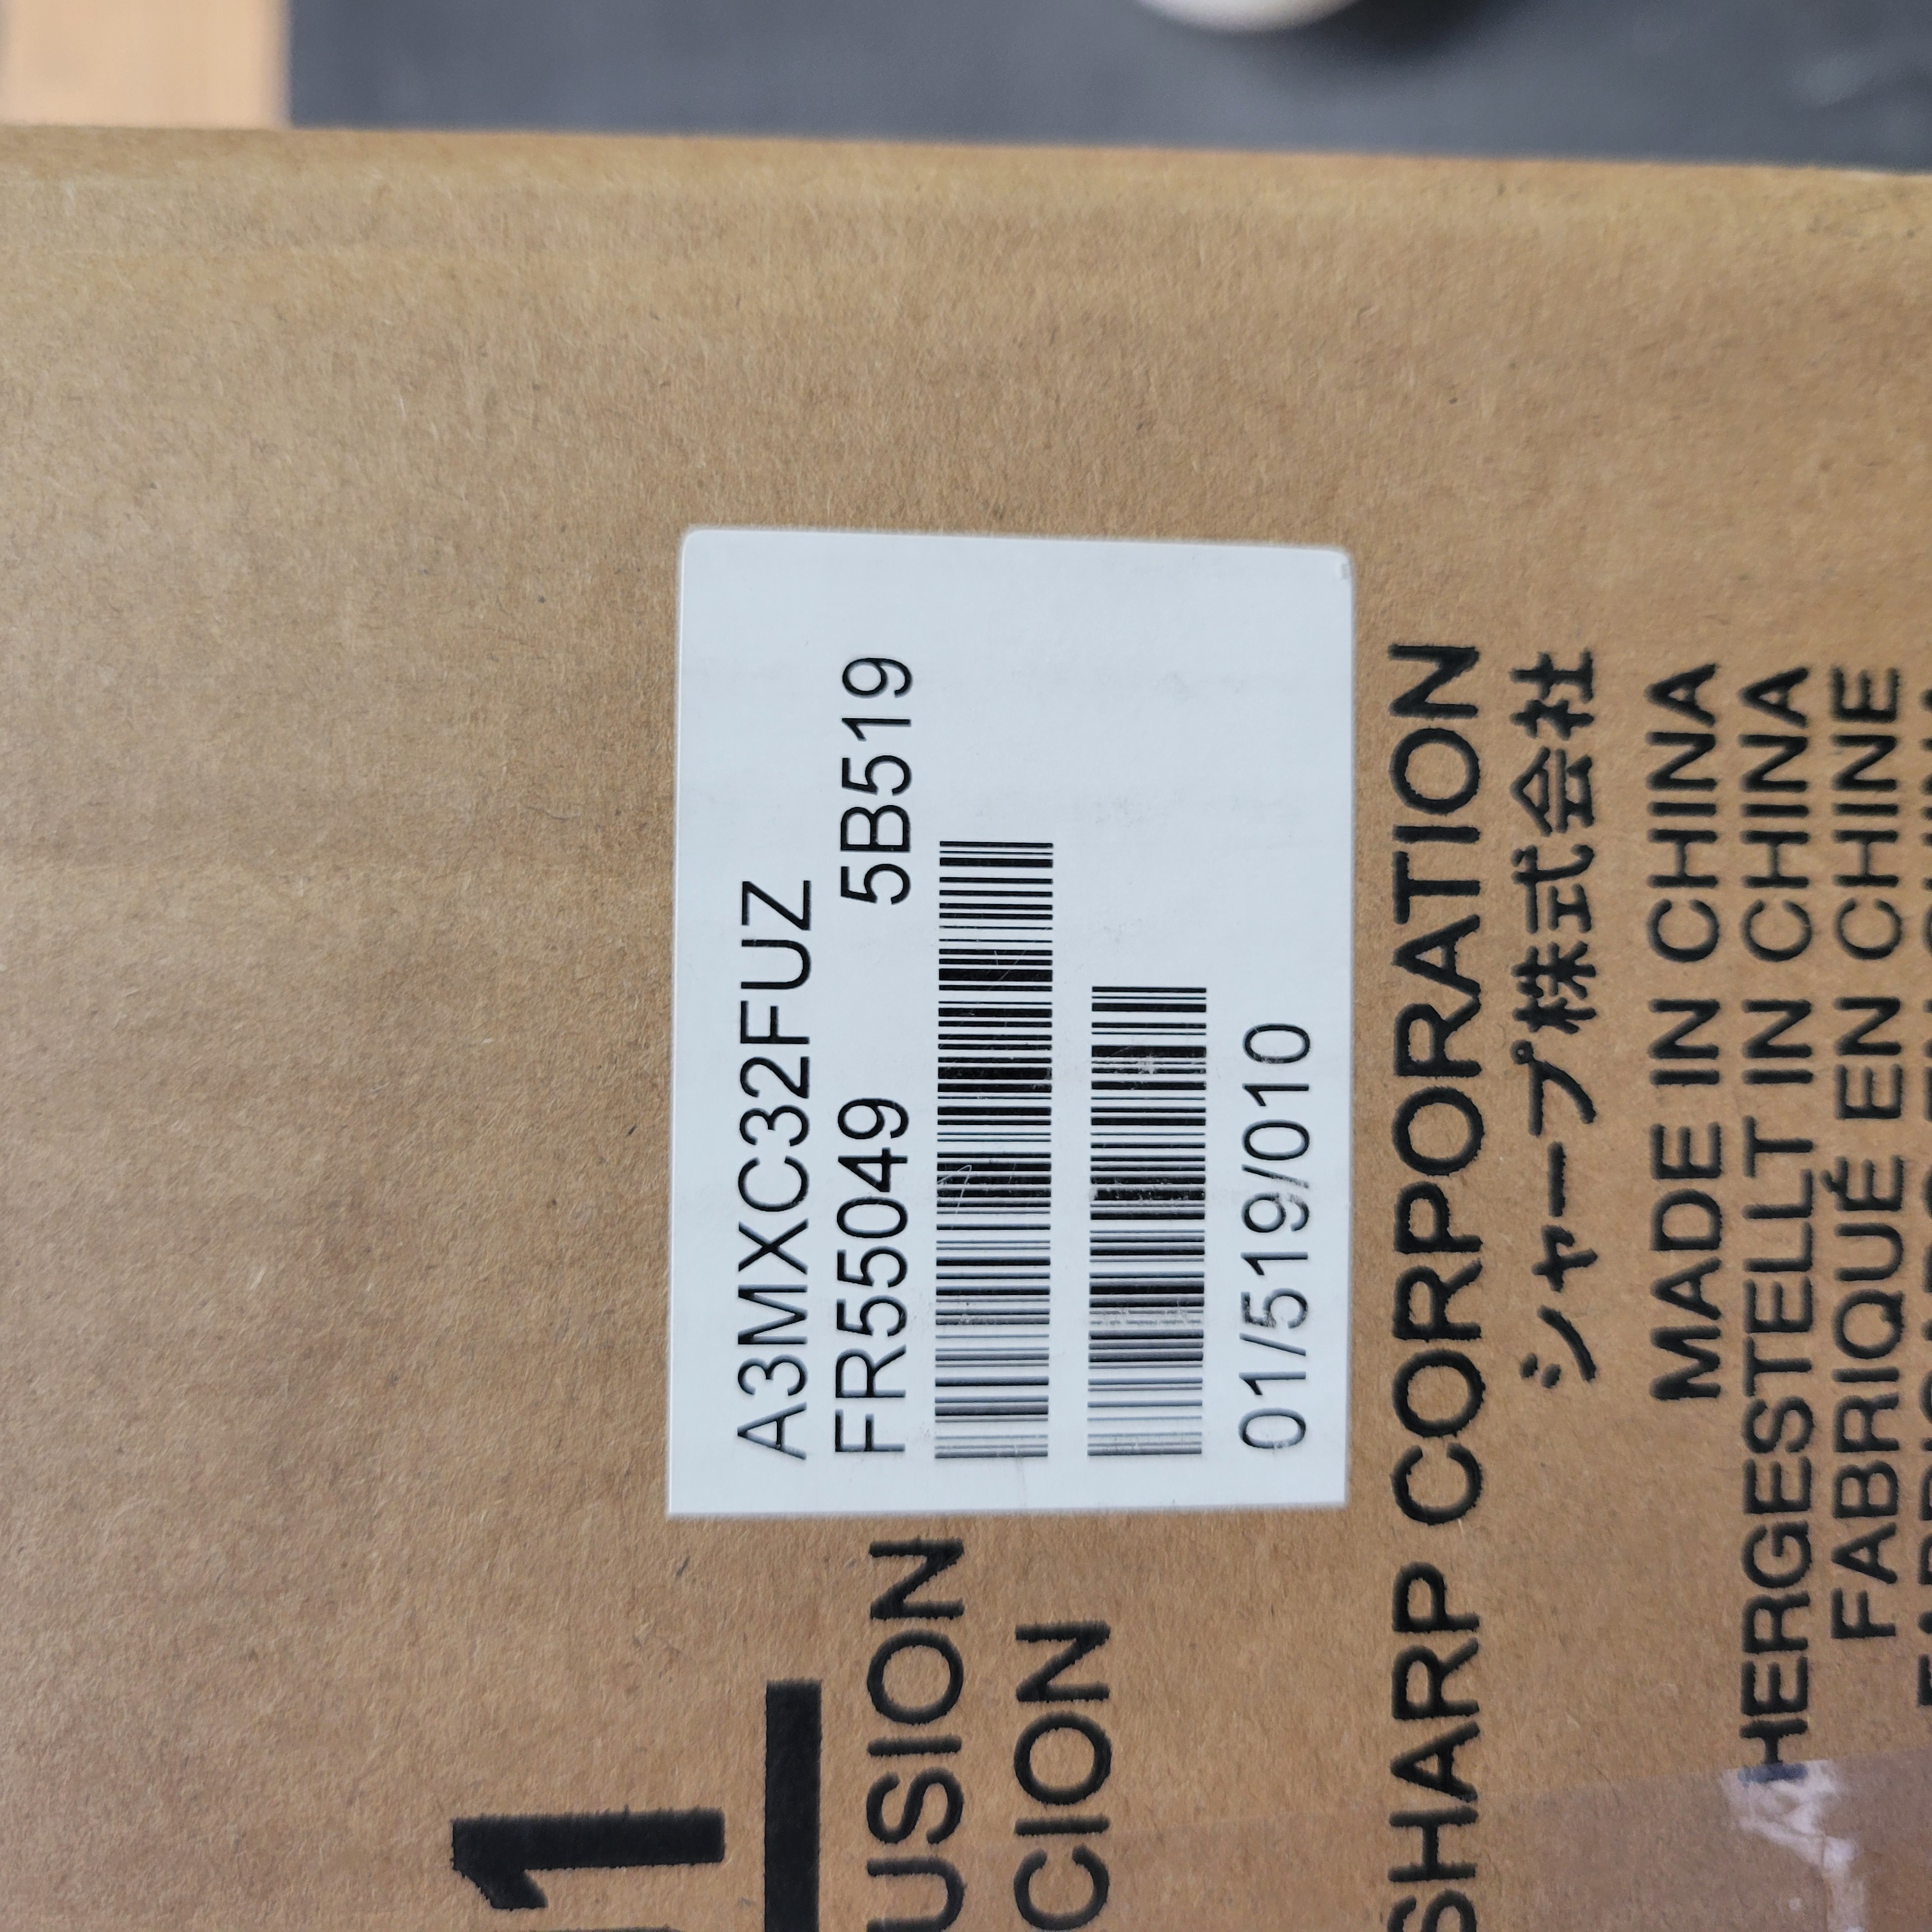 A3MXC32FUZ
FR55049 5B519
01/519/010
1
USION
CION
SHARP CORPORATION
シャープ株式会社
MADE IN CHINA
HERGESTELLT IN CHINA
FABRIQUÉ EN CHINE